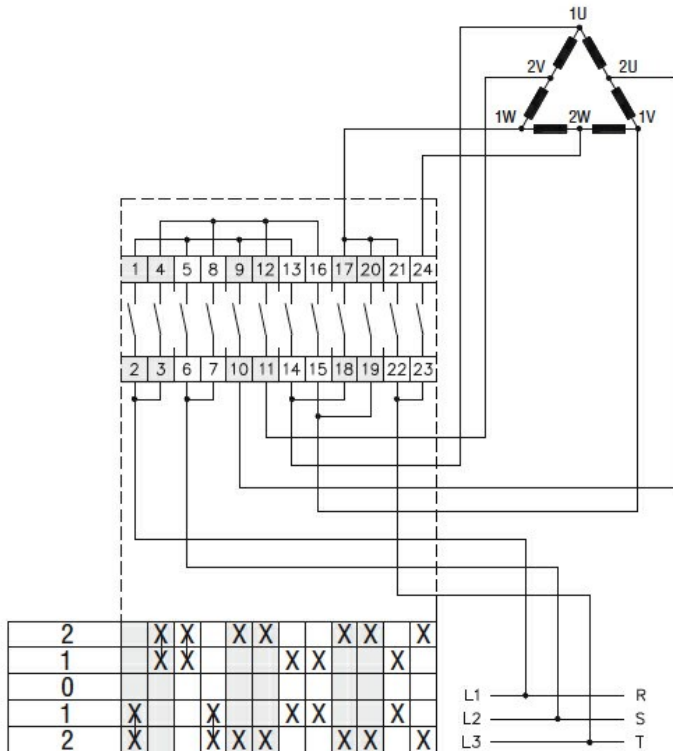 1U
2V 2U
1W 2W 1V
1 4 5 8 9 12 13 16 17 20 21 24
2 3 6 7 10 11 14 15 18 19 22 23
2 X X X X X X X
1 X X X X X
0
1 X X X X X
2 X X X X X X X
L1 R
L2 S
L3 T